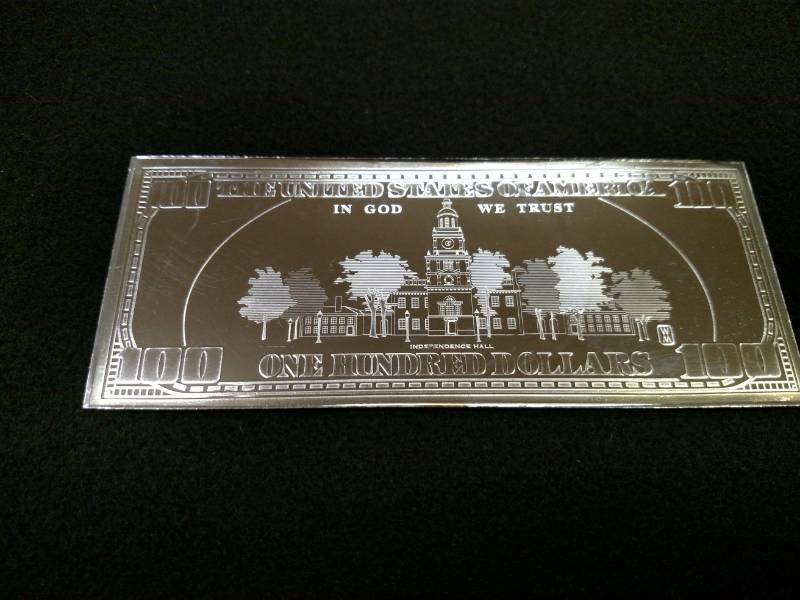 100 THE UNITED STATES OF AMERICA 100
IN GOD WE TRUST
INDEPENDENCE HALL
100 ONE HUNDRED DOLLARS 100